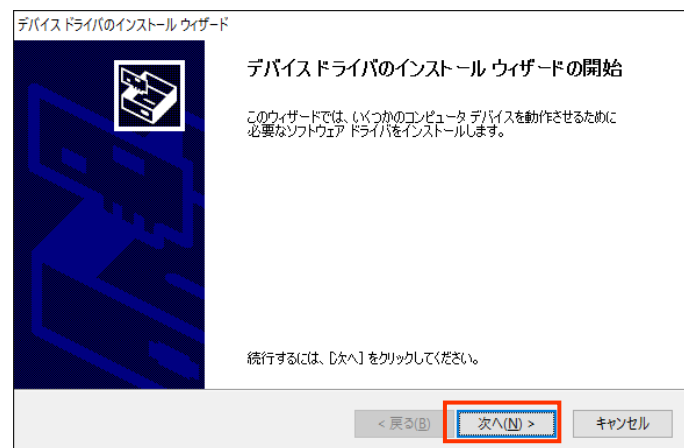 デバイス ドライバのインストール ウィザード
デバイス ドライバのインストール ウィザードの開始
このウィザードでは、いくつかのコンピュータ デバイスを動作させるために
必要なソフトウェア ドライバをインストールします。
続行するには、[次へ] をクリックしてください。
< 戻る(B)
次へ(N) >
キャンセル